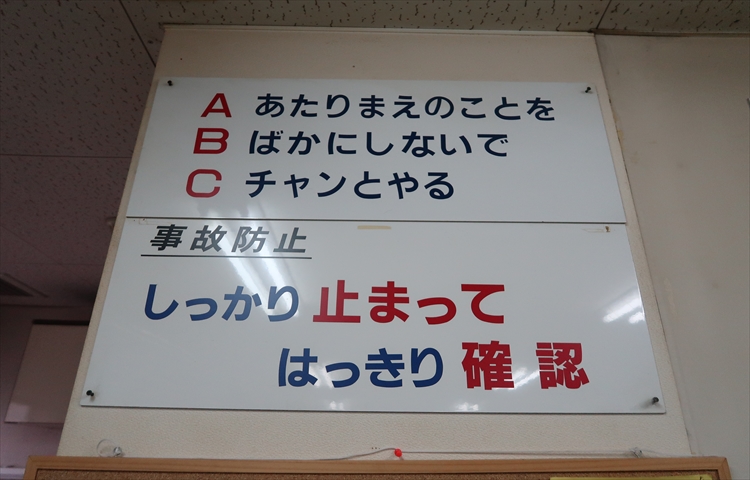 A あたりまえのことを
B ばかにしないで
C チャンとやる
事故防止
しっかり止まって
はっきり確認